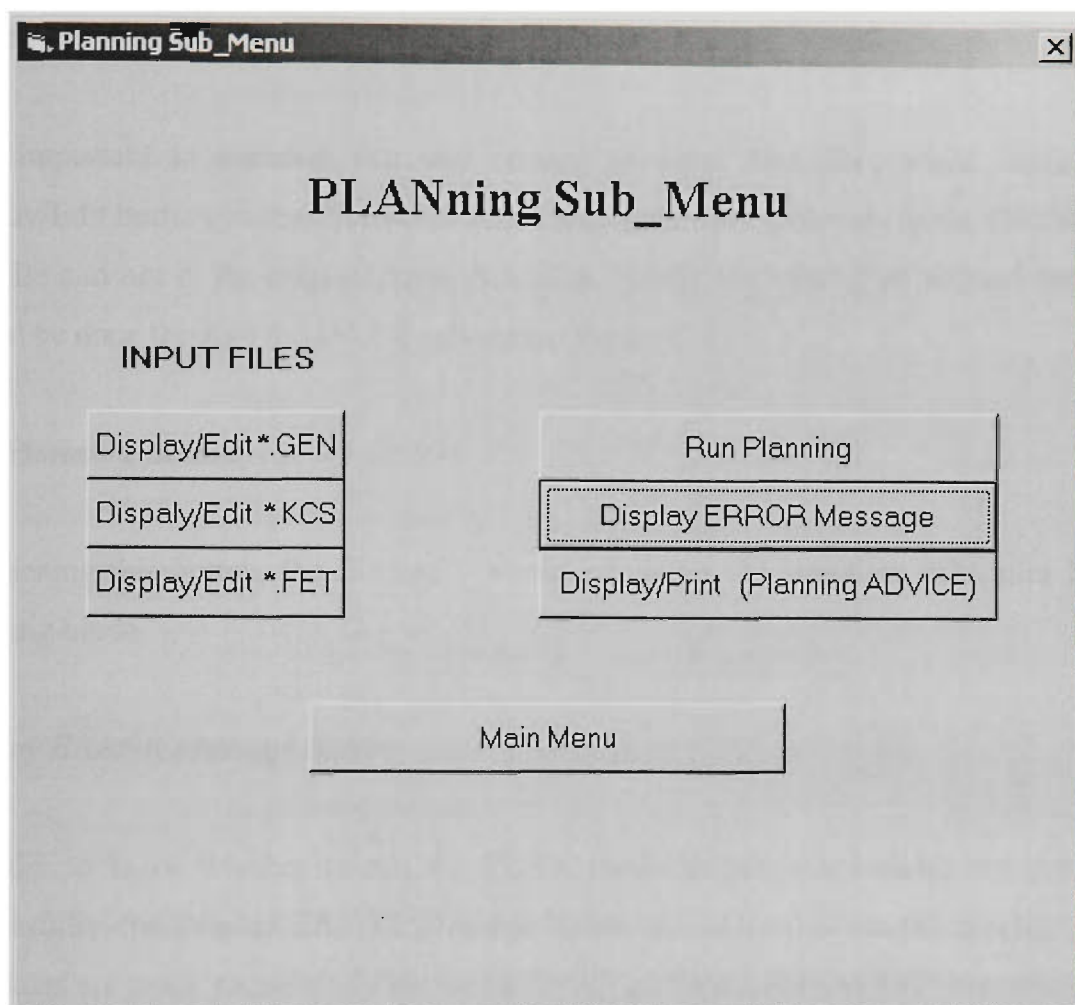 Planning Sub_Menu
PLANning Sub_Menu
INPUT FILES
Display/Edit *.GEN
Dispaly/Edit *.KCS
Display/Edit *.FET
Run Planning
Display ERROR Message
Display/Print (Planning ADVICE)
Main Menu